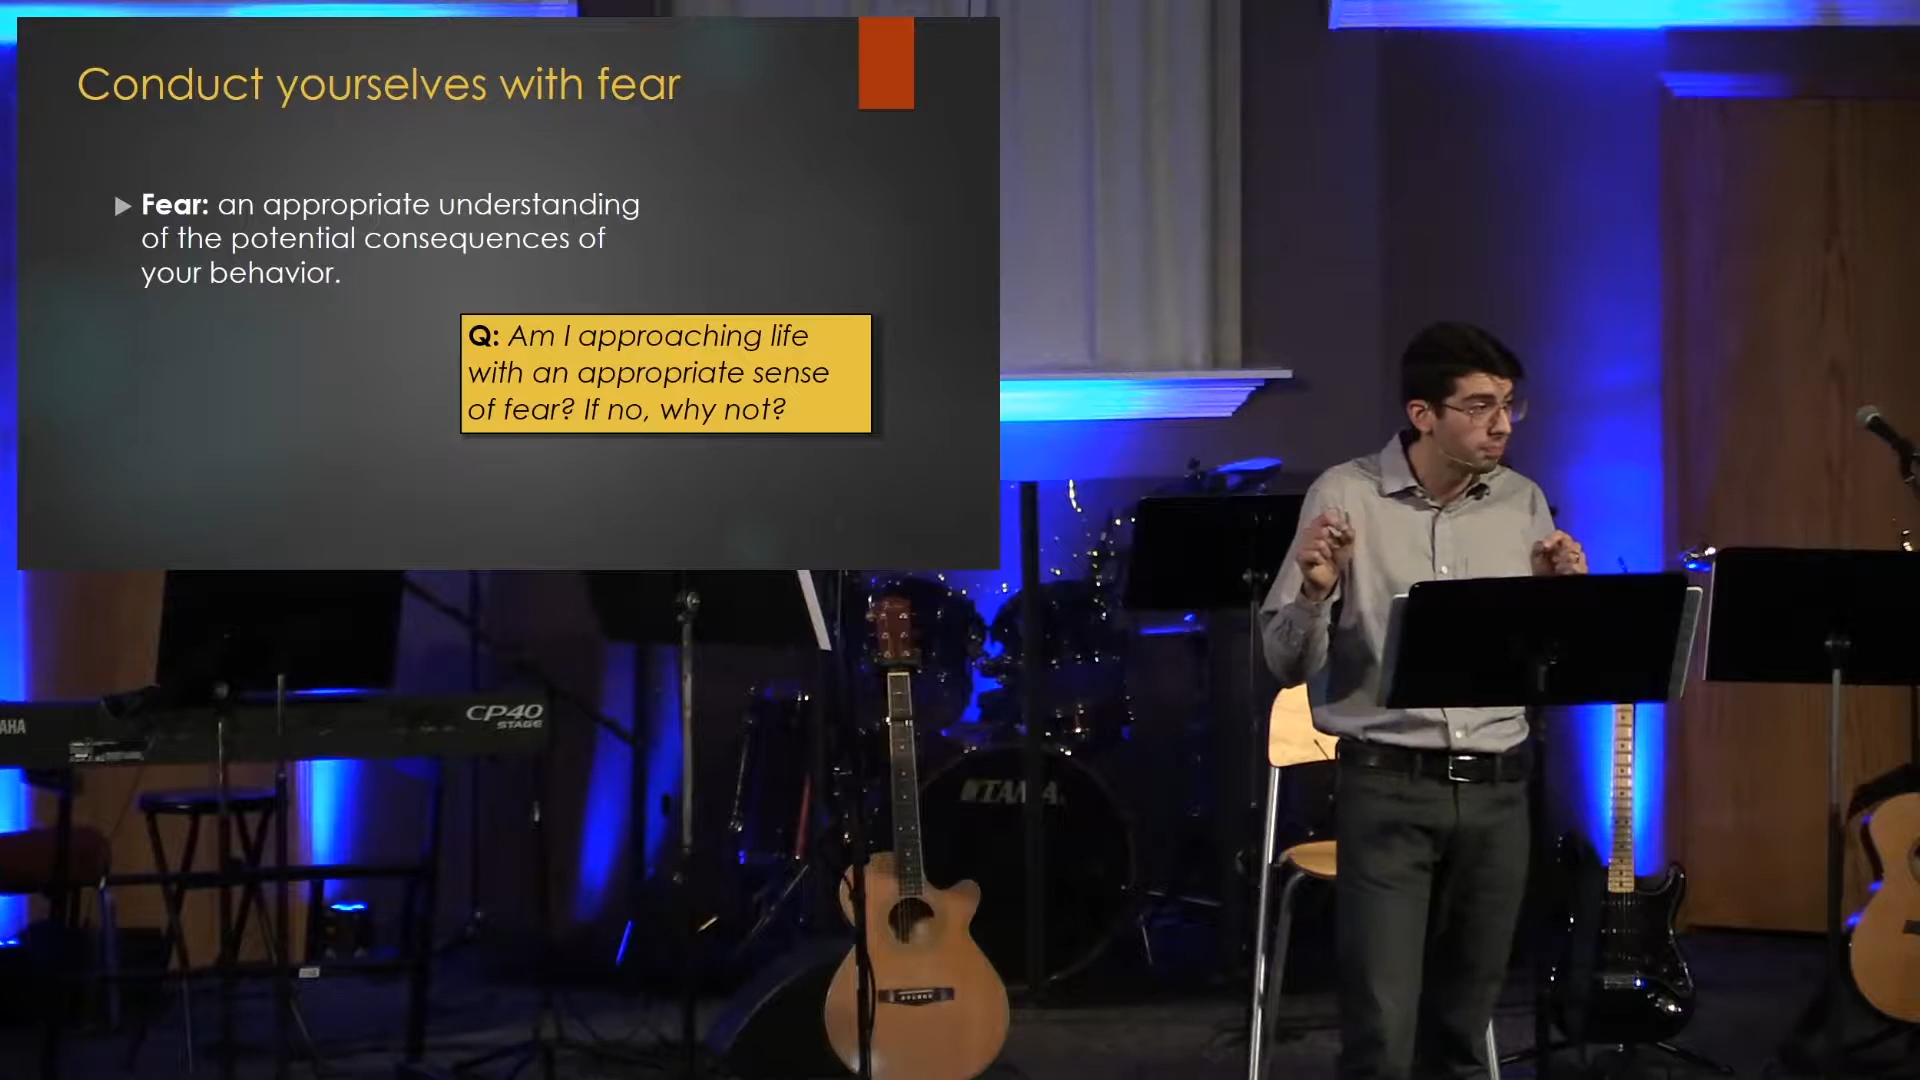 Conduct yourselves with fear
Fear: an appropriate understanding
of the potential consequences of
your behavior.
Q: Am I approaching life
with an appropriate sense
of fear? If no, why not?
CP40
STAGE
TAMA